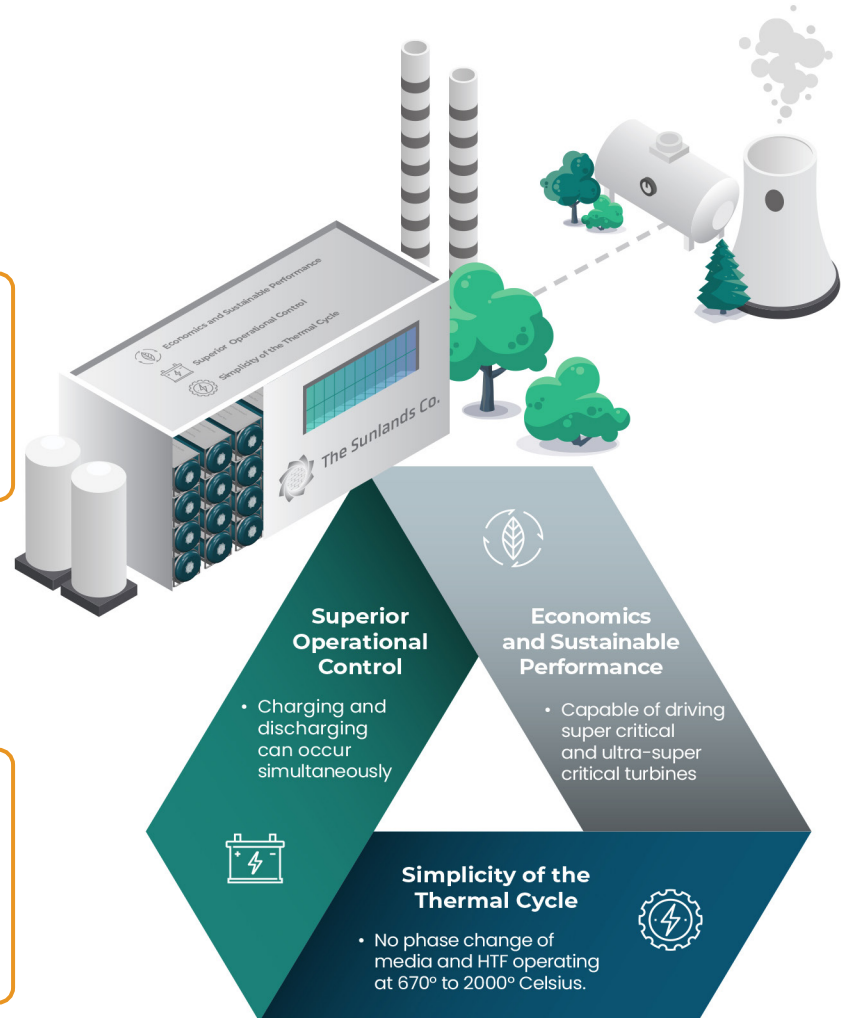 Economics and Sustainable Performance
Superior Operational Control
Simplicity of the Thermal Cycle
The Sunlands Co.
Superior
Operational
Control
• Charging and
discharging
can occur
simultaneously
Economics
and Sustainable
Performance
• Capable of driving
super critical
and ultra-super
critical turbines
Simplicity of the
Thermal Cycle
• No phase change of
media and HTF operating
at 670° to 2000° Celsius.